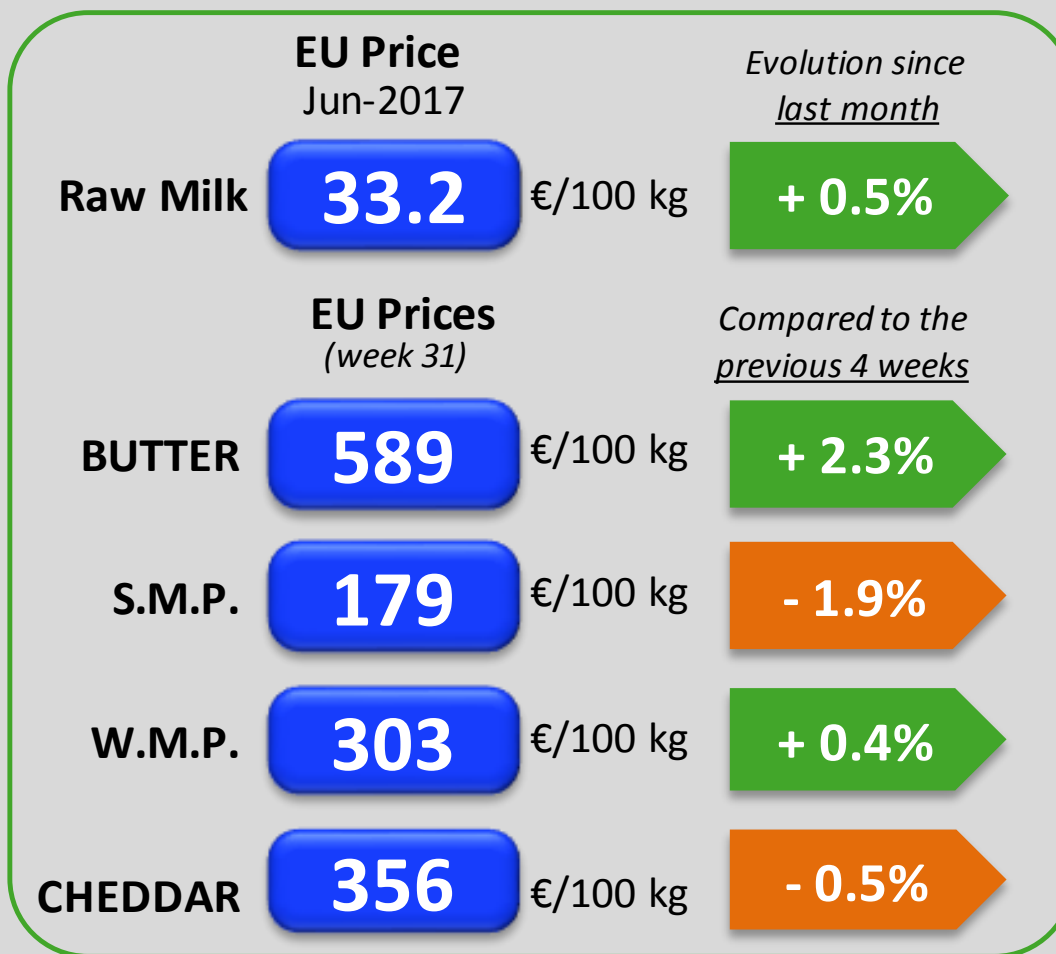 EU Price
Jun-2017
Evolution since
last month
Raw Milk 33.2 €/100 kg + 0.5%
EU Prices
(week 31)
Compared to the
previous 4 weeks
BUTTER 589 €/100 kg + 2.3%
S.M.P. 179 €/100 kg - 1.9%
W.M.P. 303 €/100 kg + 0.4%
CHEDDAR 356 €/100 kg - 0.5%